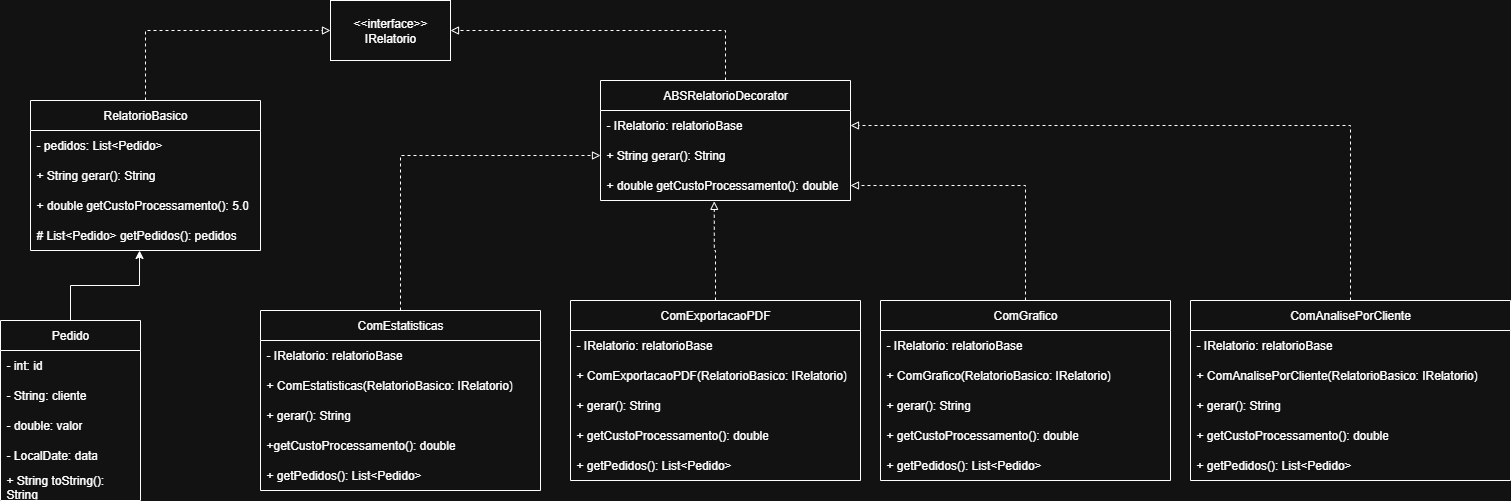 <<interface>>
IRelatorio
RelatorioBasico
- pedidos: List<Pedido>
+ String gerar(): String
+ double getCustoProcessamento(): 5.0
# List<Pedido> getPedidos(): pedidos
ABSRelatorioDecorator
- IRelatorio: relatorioBase
+ String gerar(): String
+ double getCustoProcessamento(): double
Pedido
- int: id
- String: cliente
- double: valor
- LocalDate: data
+ String toString():
String
ComEstatisticas
- IRelatorio: relatorioBase
+ ComEstatisticas(RelatorioBasico: IRelatorio)
+ gerar(): String
+getCustoProcessamento(): double
+ getPedidos(): List<Pedido>
ComExportacaoPDF
- IRelatorio: relatorioBase
+ ComExportacaoPDF(RelatorioBasico: IRelatorio)
+ gerar(): String
+ getCustoProcessamento(): double
+ getPedidos(): List<Pedido>
ComGrafico
- IRelatorio: relatorioBase
+ ComGrafico(RelatorioBasico: IRelatorio)
+ gerar(): String
+ getCustoProcessamento(): double
+ getPedidos(): List<Pedido>
ComAnalisePorCliente
- IRelatorio: relatorioBase
+ ComAnalisePorCliente(RelatorioBasico: IRelatorio)
+ gerar(): String
+ getCustoProcessamento(): double
+ getPedidos(): List<Pedido>